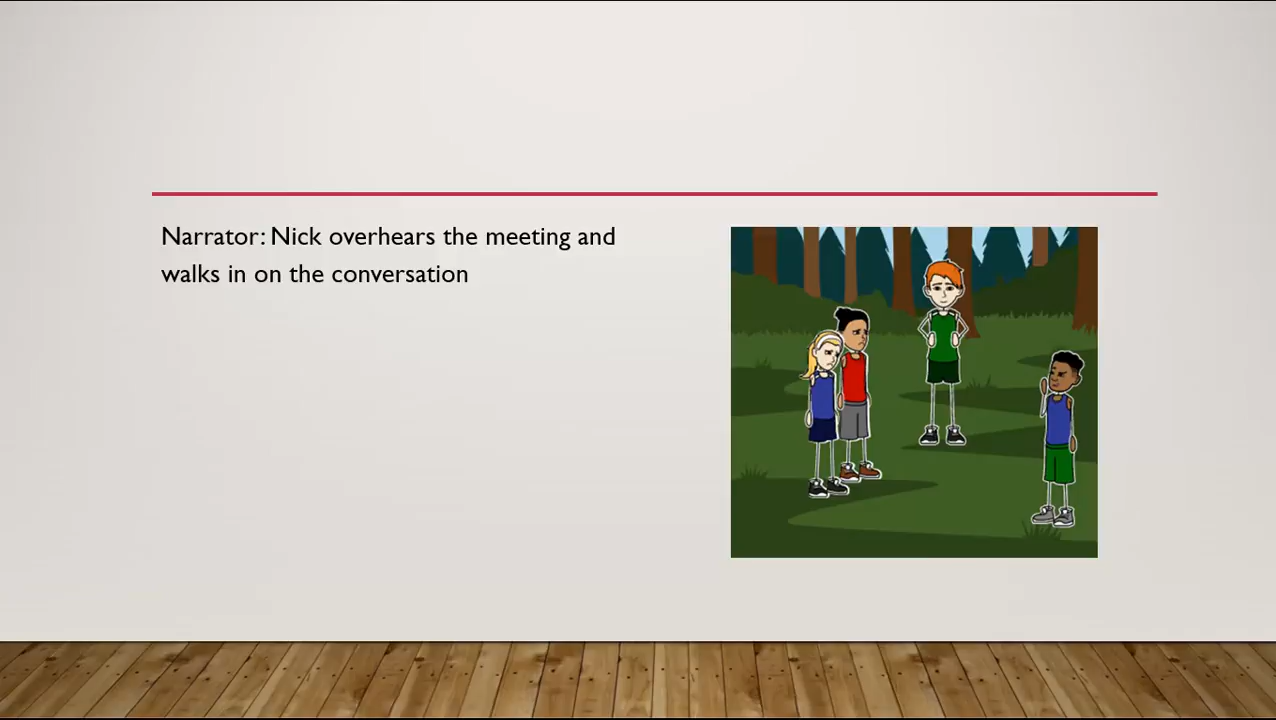 Narrator: Nick overhears the meeting and
walks in on the conversation